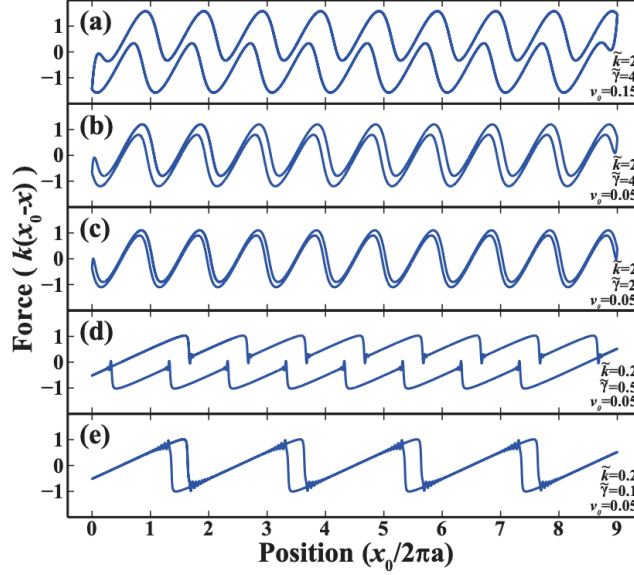 Force ( k(x₀-x) )
(a)
1
0
−1
k̃=2
γ̃=4
v₀=0.15
(b)
1
0
−1
k̃=2
γ̃=4
v₀=0.05
(c)
1
0
−1
k̃=2
γ̃=2
v₀=0.05
(d)
1
0
−1
k̃=0.2
γ̃=0.5
v₀=0.05
(e)
1
0
−1
k̃=0.2
γ̃=0.1
v₀=0.05
0 1 2 3 4 5 6 7 8 9
Position (x₀/2πa)